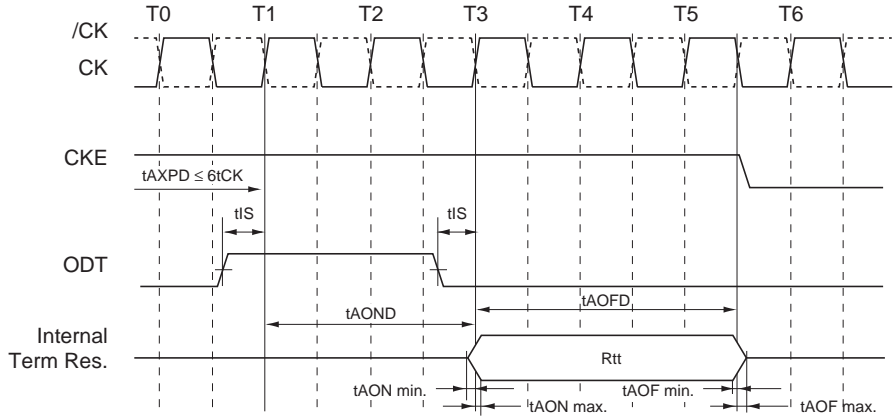 T0 T1 T2 T3 T4 T5 T6
/CK
CK
CKE
tAXPD ≤ 6tCK
tIS tIS
ODT
tAOND tAOFD
Internal
Term Res.
Rtt
tAON min. tAOF min.
tAON max. tAOF max.